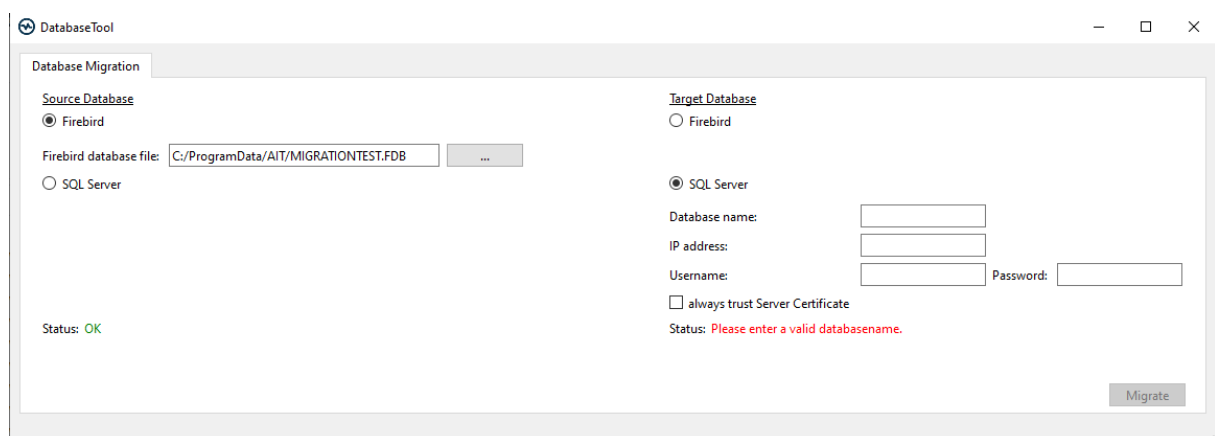 DatabaseTool
Database Migration
Source Database
Firebird
Firebird database file: C:/ProgramData/AIT/MIGRATIONTEST.FDB ...
SQL Server
Status: OK
Target Database
Firebird
SQL Server
Database name:
IP address:
Username: Password:
always trust Server Certificate
Status: Please enter a valid databasename.
Migrate